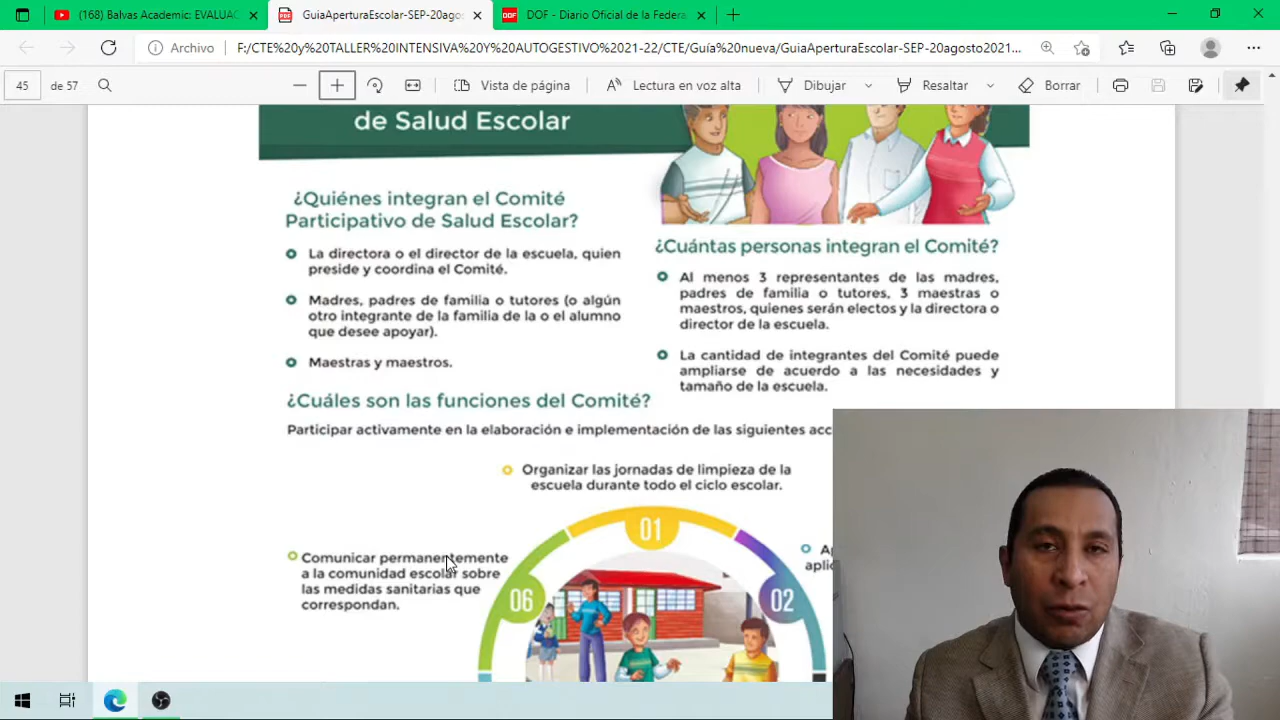 (168) Balvas Academic: EVALUAC
GuiaAperturaEscolar-SEP-20agos
DOF - Diario Oficial de la Federa
Archivo
F:/CTE%20y%20TALLER%20INTENSIVA%20Y%20AUTOGESTIVO%202021-22/CTE/Guía%20nueva/GuiaAperturaEscolar-SEP-20agosto2021...
45 de 57
Vista de página
Lectura en voz alta
Dibujar
Resaltar
Borrar
de Salud Escolar
¿Quiénes integran el Comité
Participativo de Salud Escolar?
La directora o el director de la escuela, quien
preside y coordina el Comité.
Madres, padres de familia o tutores (o algún
otro integrante de la familia de la o el alumno
que desee apoyar).
Maestras y maestros.
¿Cuántas personas integran el Comité?
Al menos 3 representantes de las madres,
padres de familia o tutores, 3 maestras o
maestros, quienes serán electos y la directora o
director de la escuela.
La cantidad de integrantes del Comité puede
ampliarse de acuerdo a las necesidades y
tamaño de la escuela.
¿Cuáles son las funciones del Comité?
Participar activamente en la elaboración e implementación de las siguientes acc
Organizar las jornadas de limpieza de la
escuela durante todo el ciclo escolar.
01
Comunicar permanentemente
a la comunidad escolar sobre
las medidas sanitarias que
correspondan.
06
02
aplic